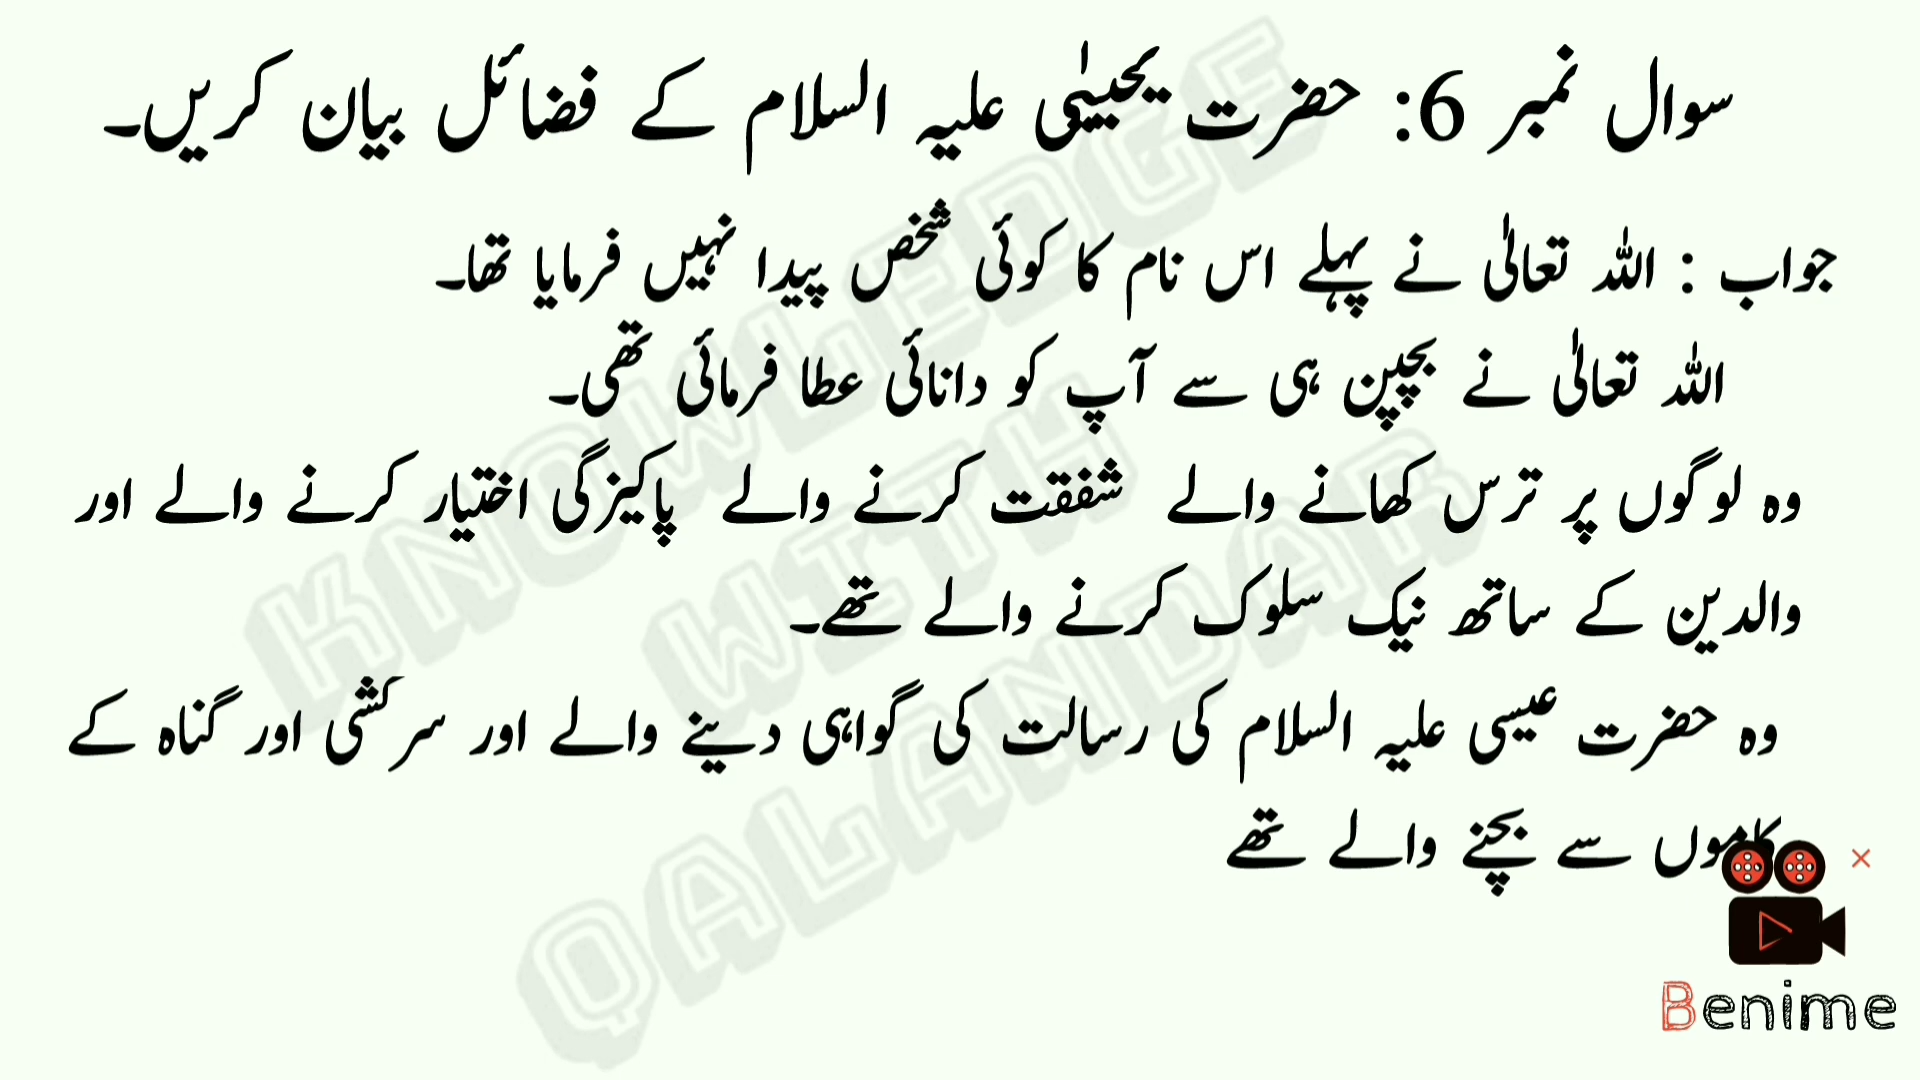 سوال نمبر 6: حضرت یحییٰی علیہ السلام کے فضائل بیان کریں۔
جواب : اللہ تعالیٰ نے پہلے اس نام کا کوئی شخص پیدا نہیں فرمایا تھا۔
اللہ تعالیٰ نے بچپن ہی سے آپ کو دانائی عطا فرمائی تھی۔
وہ لوگوں پر ترس کھانے والے شفقت کرنے والے پاکیزگی اختیار کرنے والے اور
والدین کے ساتھ نیک سلوک کرنے والے تھے۔
وہ حضرت عیسی علیہ السلام کی رسالت کی گواہی دینے والے اور سرکشی اور گناہ کے
کاموں سے بچنے والے تھے
KNOWLEDGE
WITH
QALANDAR
Benime